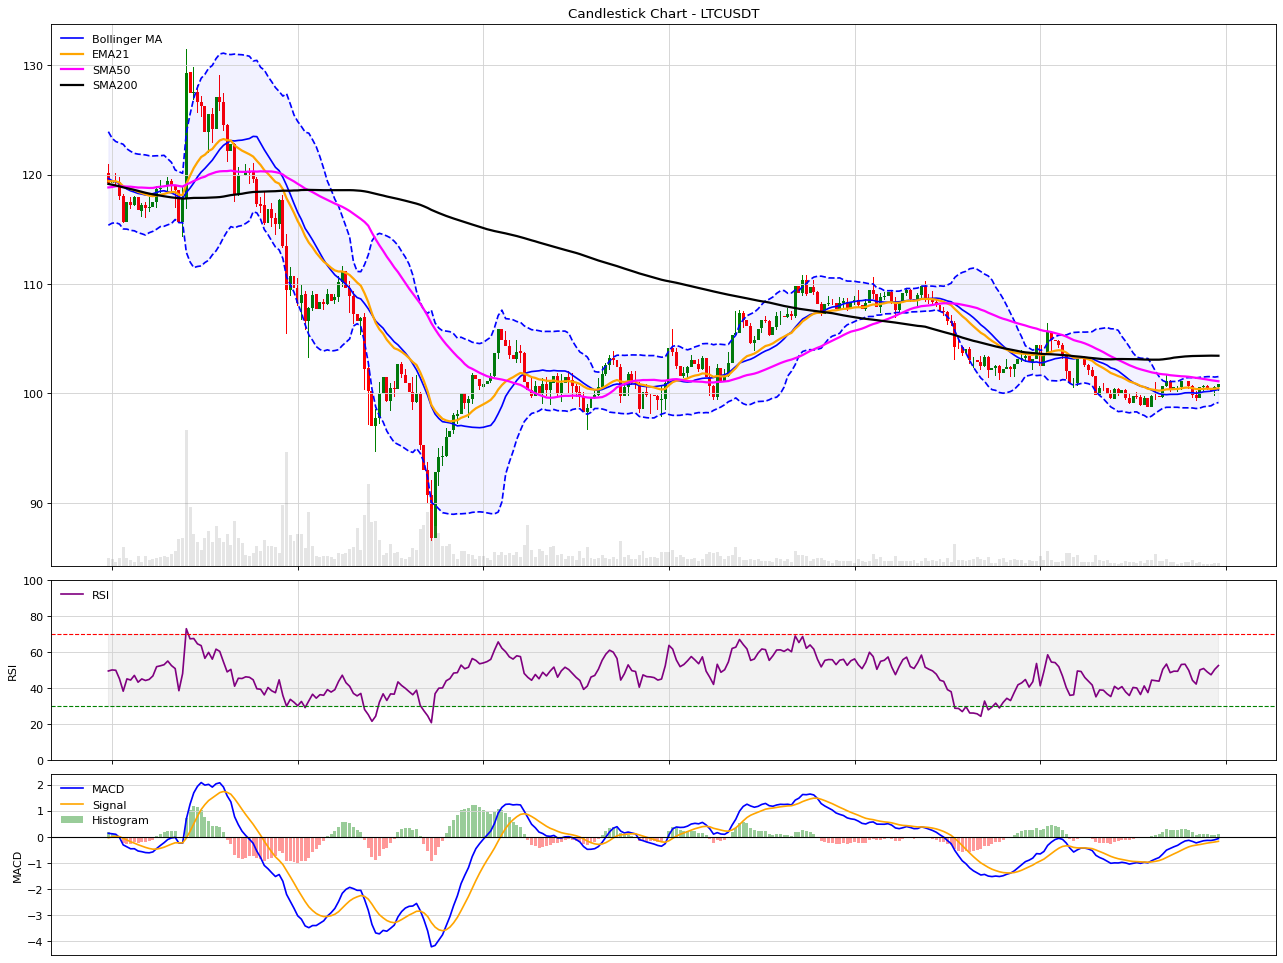 Candlestick Chart - LTCUSDT
Bollinger MA
EMA21
SMA50
SMA200
130
120
110
100
90
100
80
60
40
20
0
RSI
RSI
2
1
0
−1
−2
−3
−4
MACD
MACD
Signal
Histogram